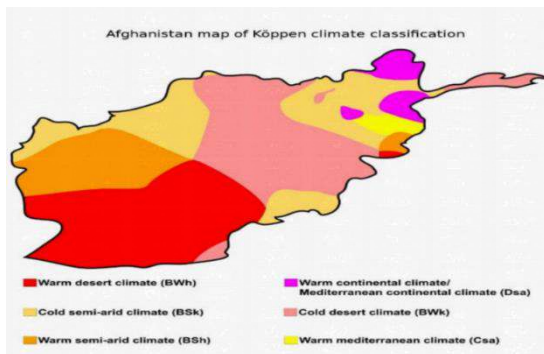 Afghanistan map of Köppen climate classification
Warm desert climate (BWh)
Cold semi-arid climate (BSk)
Warm semi-arid climate (BSh)
Warm continental climate/
Mediterranean continental climate (Dsa)
Cold desert climate (BWk)
Warm mediterranean climate (Csa)